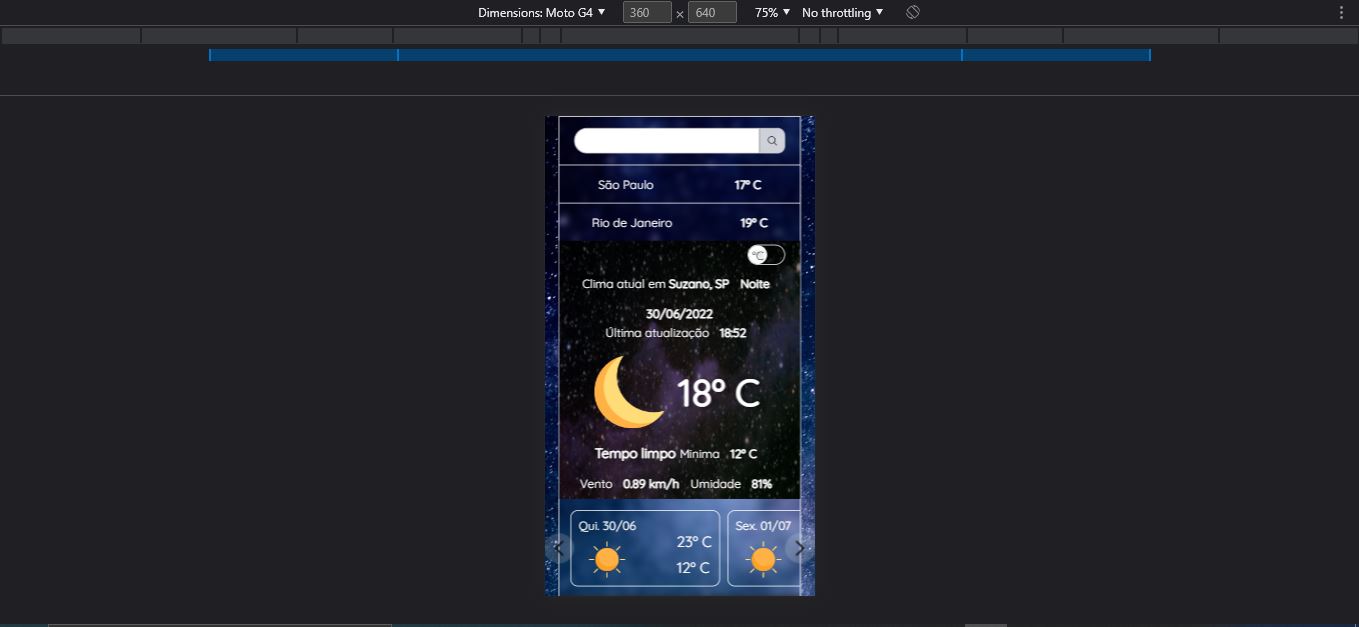 Dimensions: Moto G4 ▼ 360 × 640 75% ▼ No throttling ▼
São Paulo 17º C
Rio de Janeiro 19º C
ºC
Clima atual em Suzano, SP Noite
30/06/2022
Última atualização 18:52
18º C
Tempo limpo Minima 12º C
Vento 0.89 km/h Umidade 81%
Qui. 30/06 Sex. 01/07
23º C
12º C